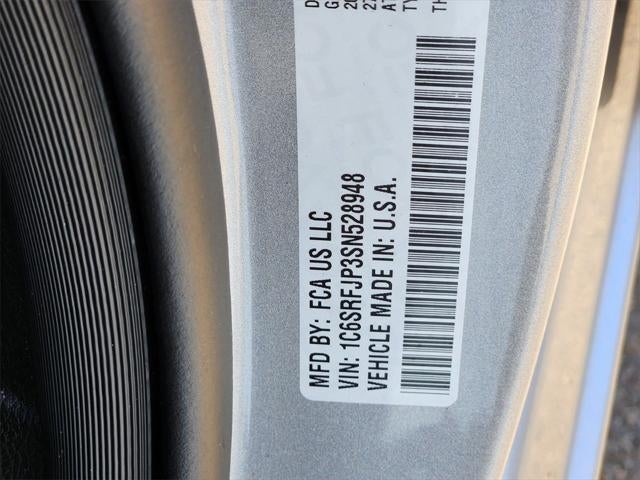 MFD BY: FCA US LLC
VIN: 1C6SRFJP3SN528948
VEHICLE MADE IN: U.S.A.